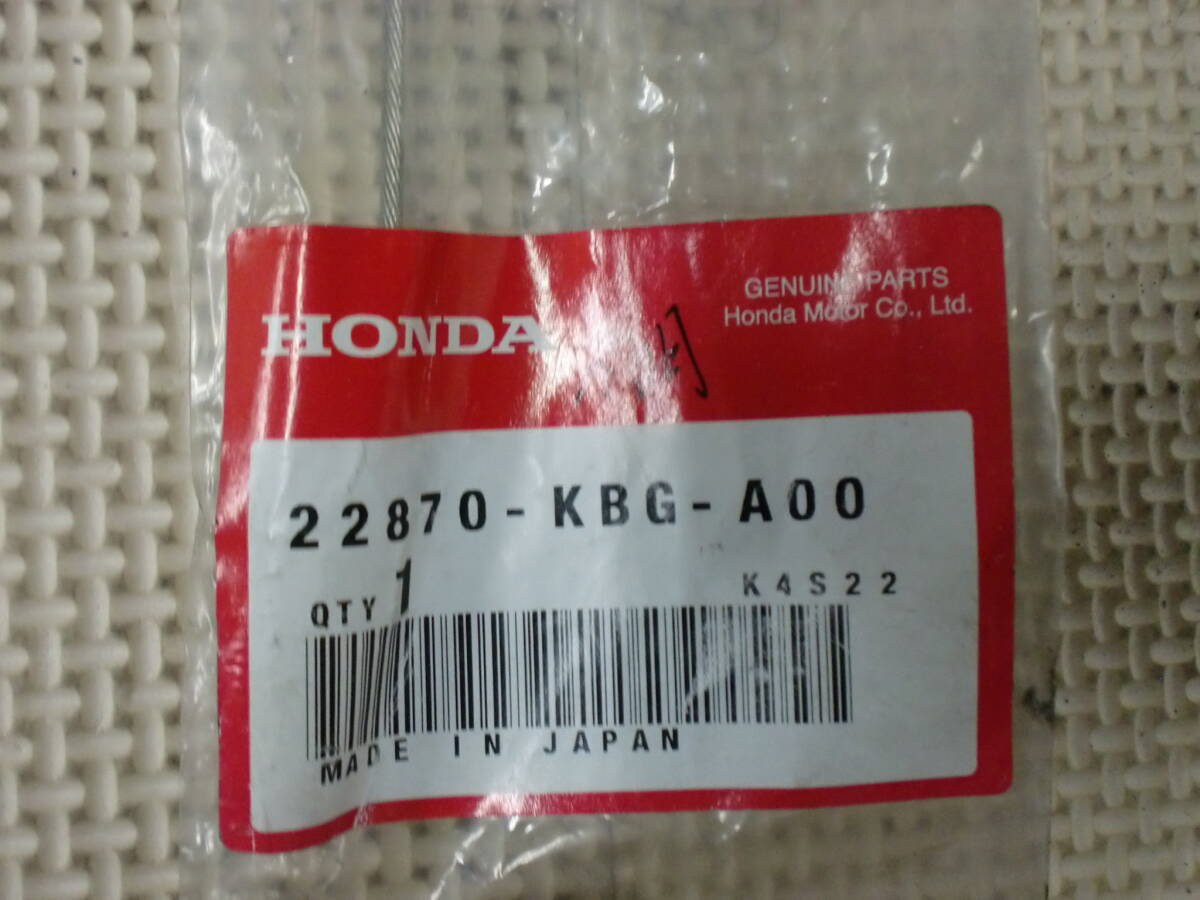 GENUINE PARTS
Honda Motor Co., Ltd.
HONDA
22870-KBG-A00
QTY 1 K4S22
MADE IN JAPAN